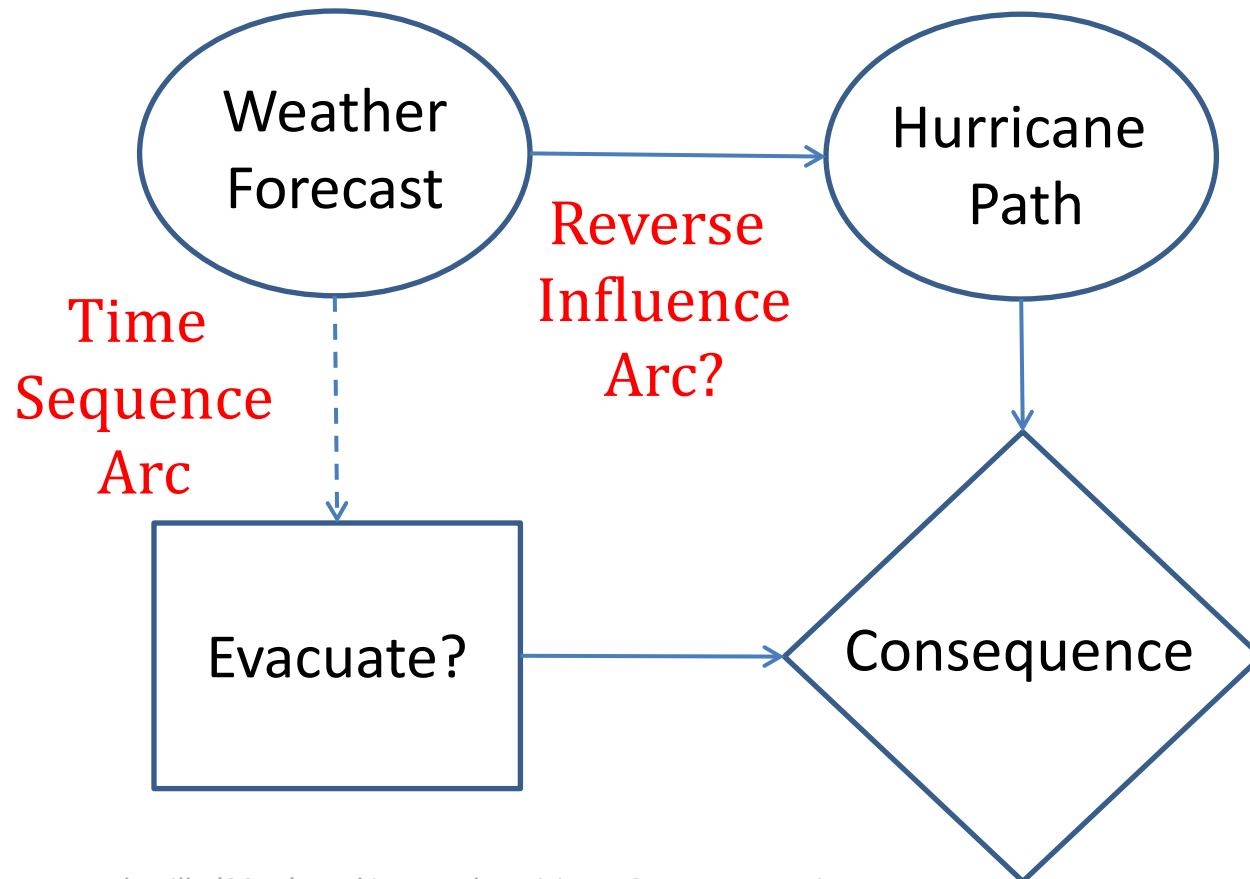 Weather
Forecast
Hurricane
Path
Reverse
Influence
Arc?
Time
Sequence
Arc
Evacuate?
Consequence